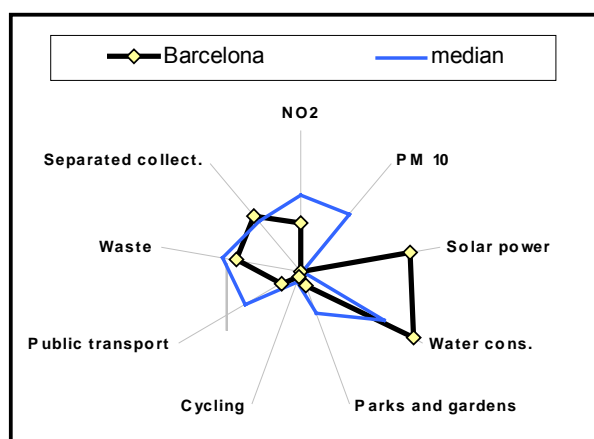 Barcelona median
NO2
Separated collect. PM 10
Waste Solar power
Public transport Water cons.
Cycling Parks and gardens